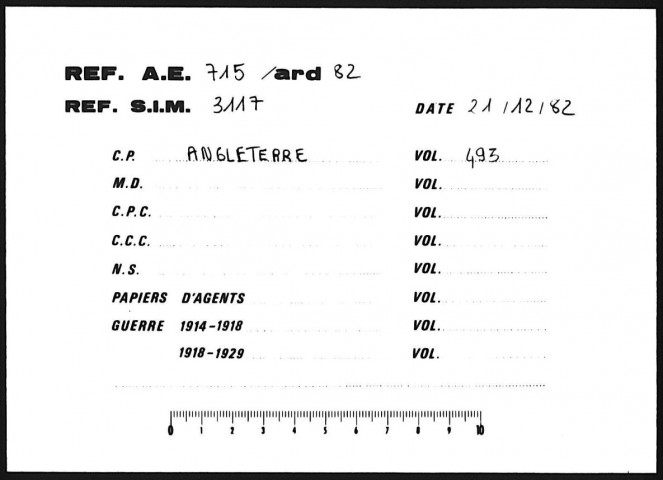 REF. A.E. 715 /ard 82
REF. S.I.M. 3117 DATE 21/12/82
C.P. ANGLETERRE VOL. 493
M.D. VOL.
C.P.C. VOL.
C.C.C. VOL.
N.S. VOL.
PAPIERS D'AGENTS VOL.
GUERRE 1914-1918 VOL.
1918-1929 VOL.
0 1 2 3 4 5 6 7 8 9 10